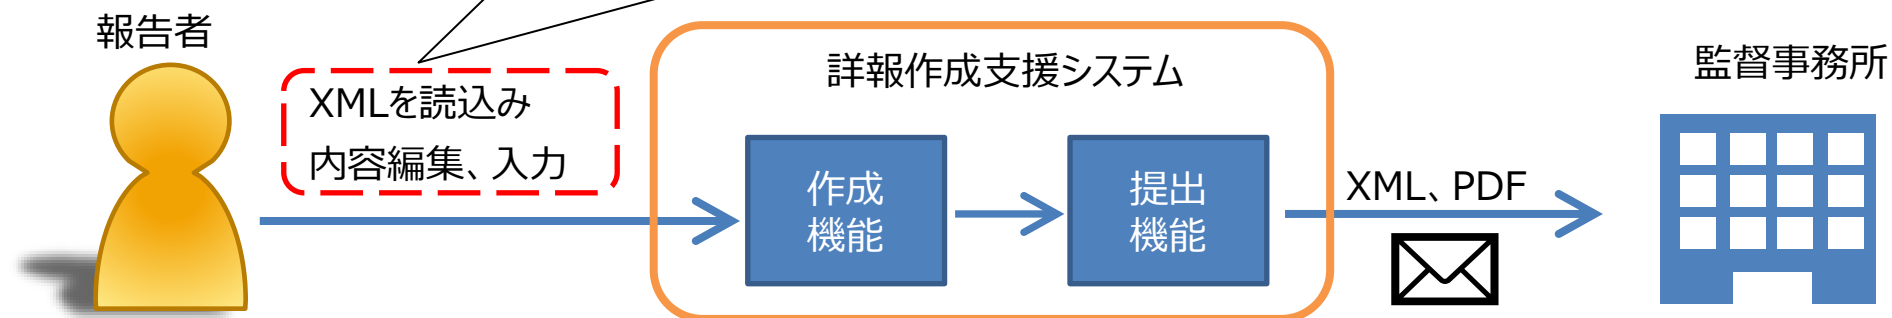 報告者
XMLを読込み
内容編集、入力
詳報作成支援システム
作成
機能
提出
機能
XML、PDF
監督事務所